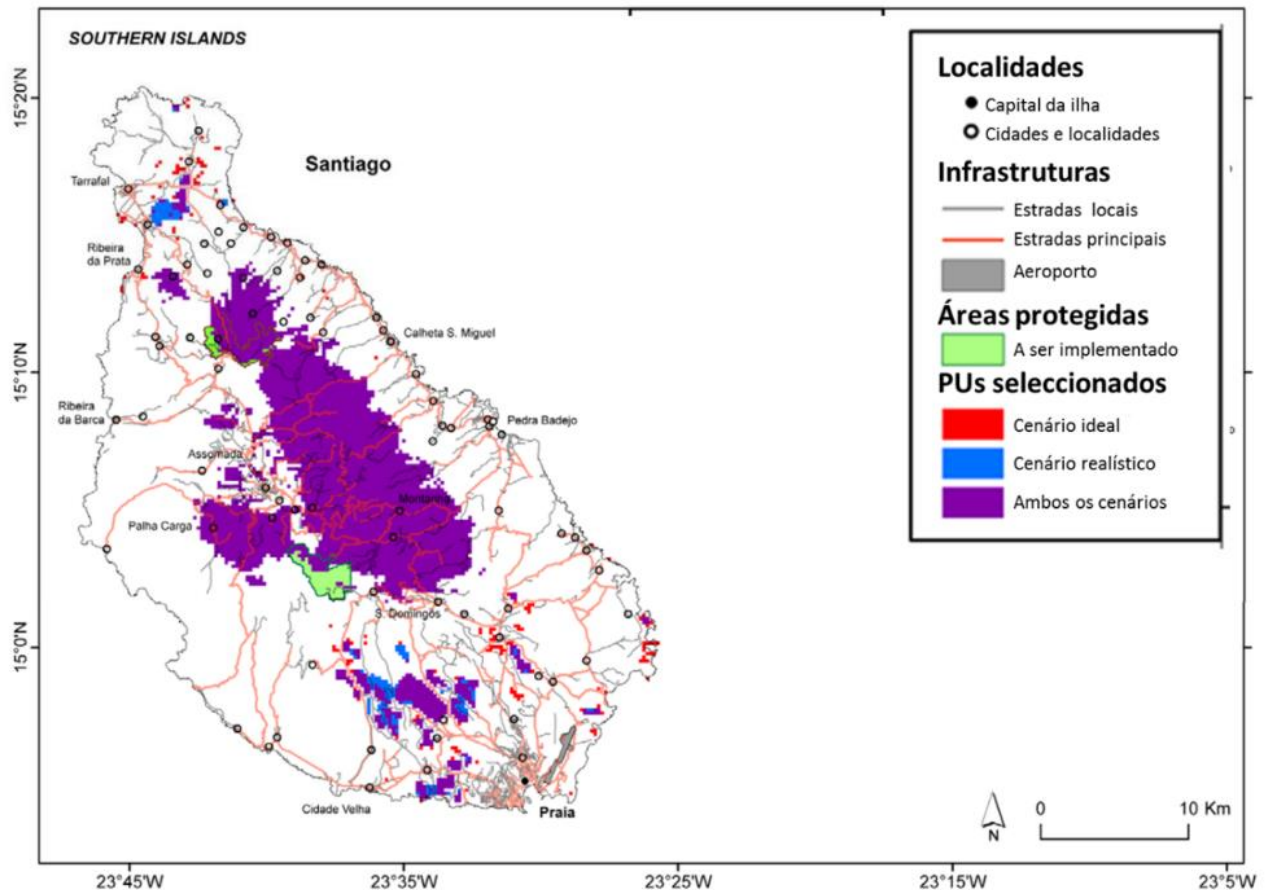 SOUTHERN ISLANDS
Santiago
Tarrafal
Ribeira
da Prata
Calheta S. Miguel
Ribeira
da Barca
Pedra Badejo
Assomada
Montanha
Palha Carga
S. Domingos
Cidade Velha
Praia
Localidades
Capital da ilha
Cidades e localidades
Infrastruturas
Estradas locais
Estradas principais
Aeroporto
Áreas protegidas
A ser implementado
PUs seleccionados
Cenário ideal
Cenário realístico
Ambos os cenários
N
0 10 Km
15°20'N
15°10'N
15°0'N
23°45'W 23°35'W 23°25'W 23°15'W 23°5'W